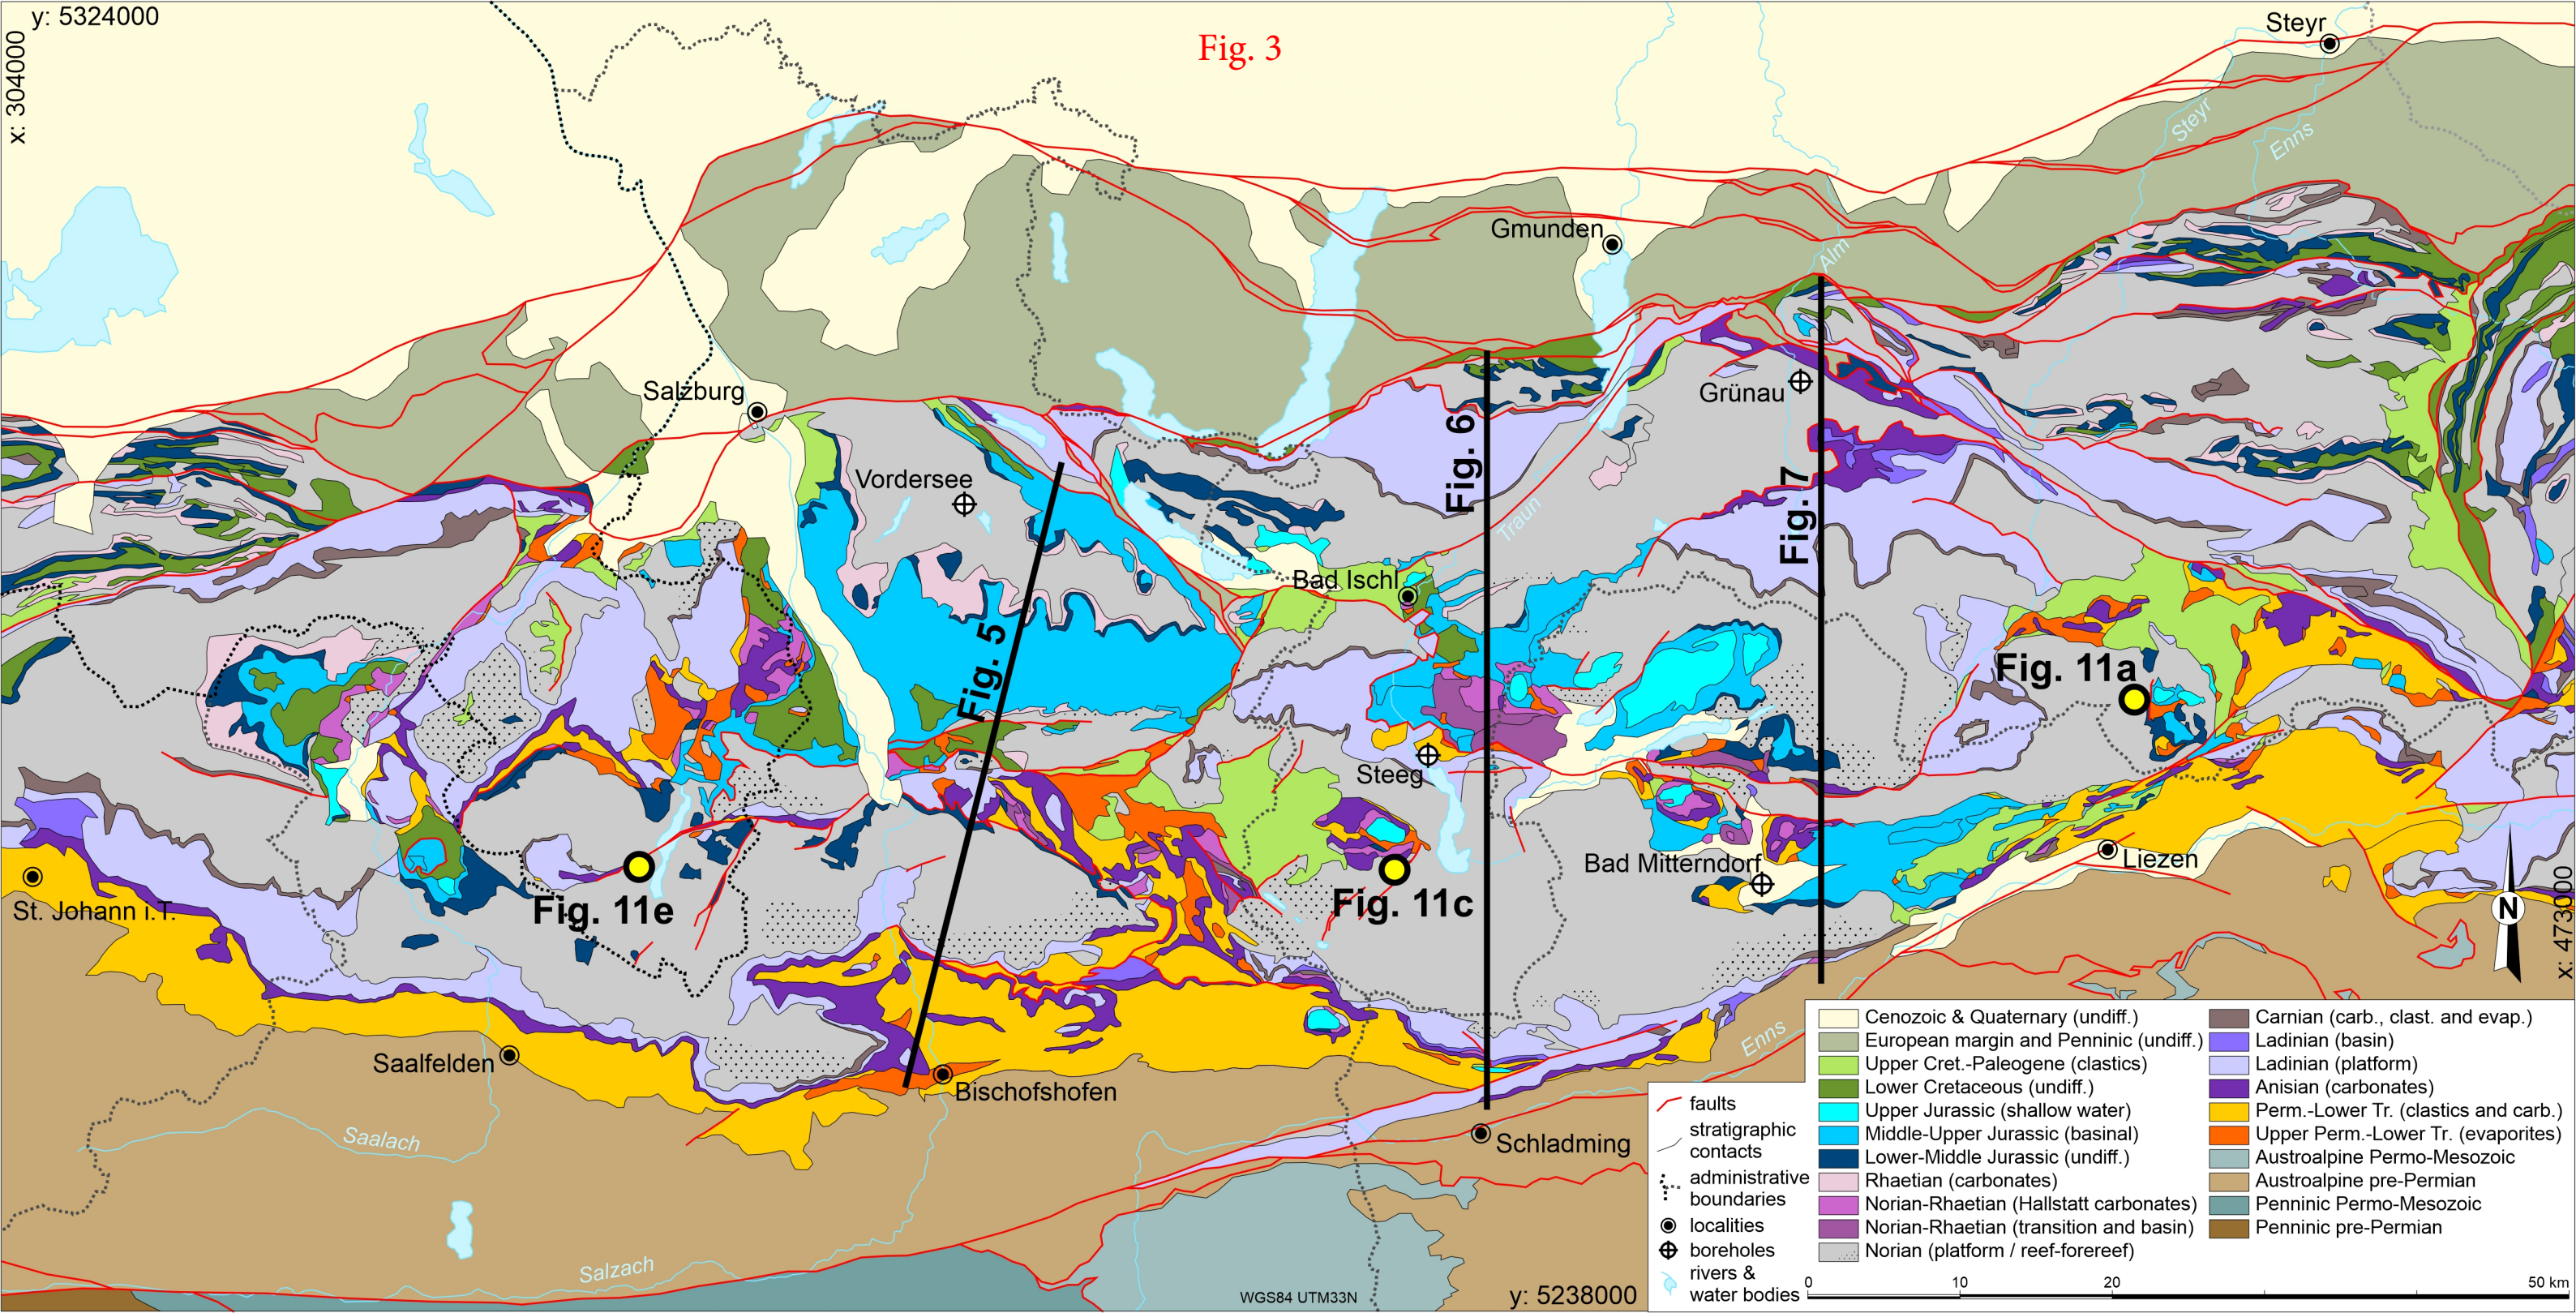 y: 5324000
x: 304000
Fig. 3
Steyr
Steyr
Enns
Gmunden
Alm
Salzburg
Grünau
Fig. 6
Vordersee
Fig. 7
Traun
Bad Ischl
Fig. 5
Fig. 11a
Steeg
Bad Mitterndorf
Liezen
St. Johann i.T.
Fig. 11e
Fig. 11c
N
x: 473000
Saalfelden
Bischofshofen
Enns
Schladming
Saalach
Salzach
WGS84 UTM33N
y: 5238000
faults
stratigraphic
contacts
administrative
boundaries
localities
boreholes
rivers &
water bodies
Cenozoic & Quaternary (undiff.)
European margin and Penninic (undiff.)
Upper Cret.-Paleogene (clastics)
Lower Cretaceous (undiff.)
Upper Jurassic (shallow water)
Middle-Upper Jurassic (basinal)
Lower-Middle Jurassic (undiff.)
Rhaetian (carbonates)
Norian-Rhaetian (Hallstatt carbonates)
Norian-Rhaetian (transition and basin)
Norian (platform / reef-forereef)
Carnian (carb., clast. and evap.)
Ladinian (basin)
Ladinian (platform)
Anisian (carbonates)
Perm.-Lower Tr. (clastics and carb.)
Upper Perm.-Lower Tr. (evaporites)
Austroalpine Permo-Mesozoic
Austroalpine pre-Permian
Penninic Permo-Mesozoic
Penninic pre-Permian
0 10 20 50 km